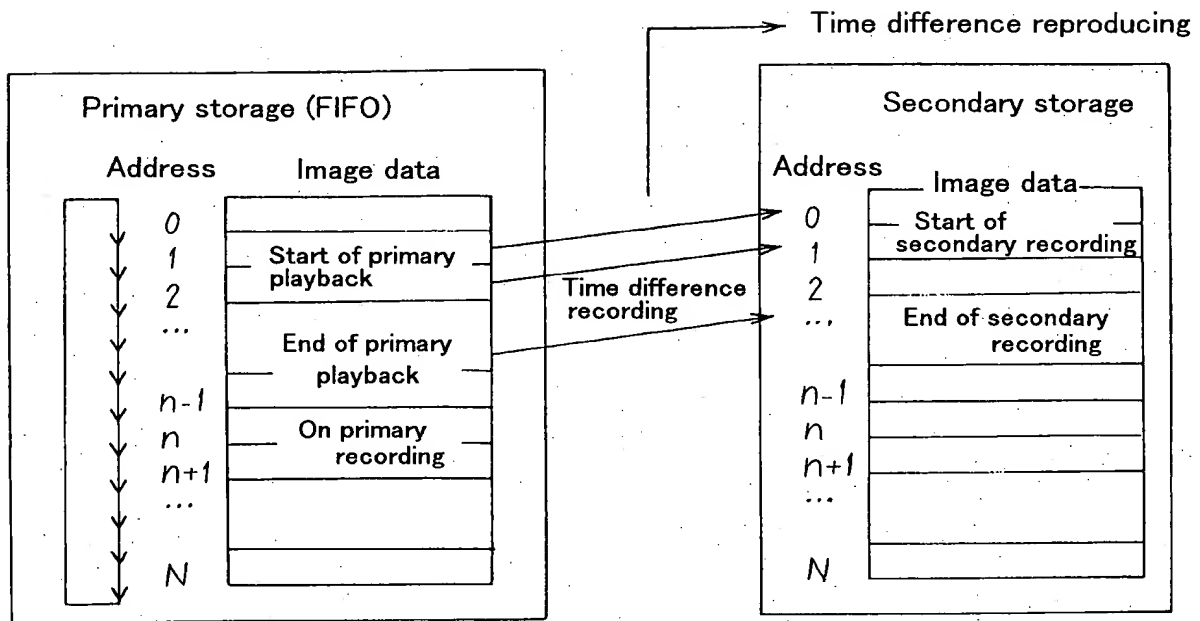 Time difference reproducing
Primary storage (FIFO)
Address
Image data
0
1
2
...
n-1
n
n+1
...
N
Start of primary
playback
End of primary
playback
On primary
recording
Time difference
recording
Secondary storage
Address
Image data
0
1
2
...
n-1
n
n+1
...
N
Start of
secondary recording
End of secondary
recording